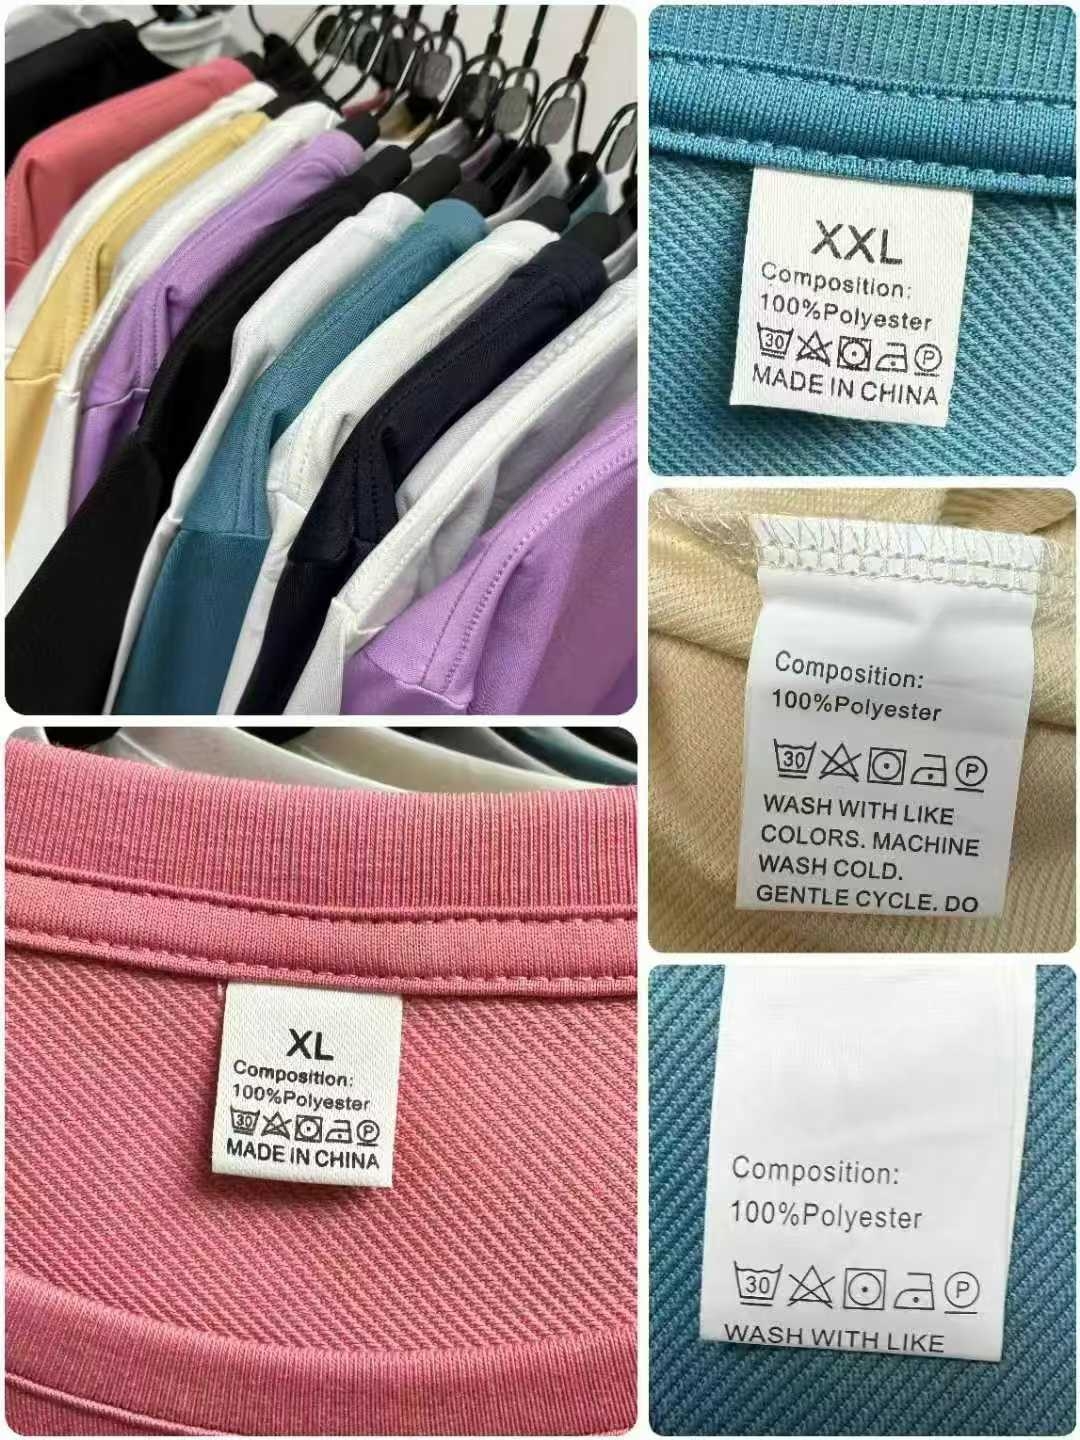 XXL
Composition:
100%Polyester
30 P
MADE IN CHINA
Composition:
100%Polyester
30 P
WASH WITH LIKE
COLORS. MACHINE
WASH COLD.
GENTLE CYCLE. DO
XL
Composition:
100%Polyester
30 P
MADE IN CHINA
Composition:
100%Polyester
30 P
WASH WITH LIKE